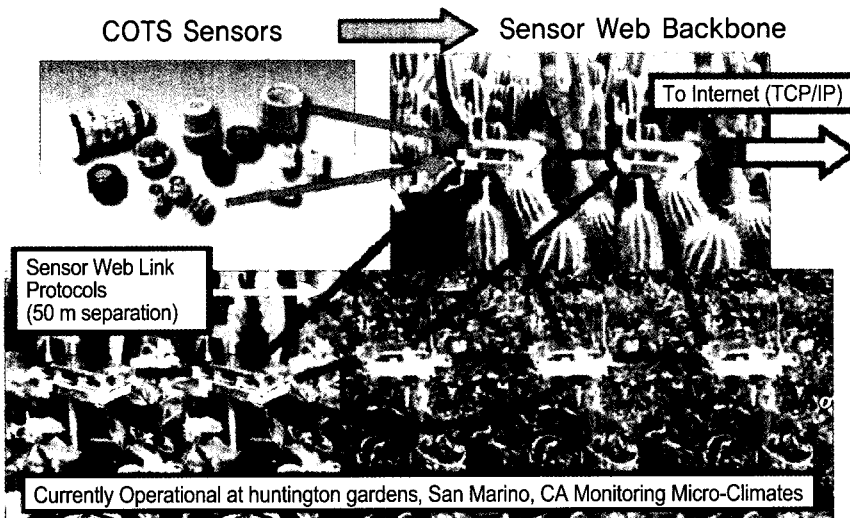 COTS Sensors
Sensor Web Backbone
To Internet (TCP/IP)
Sensor Web Link
Protocols
(50 m separation)
Currently Operational at huntington gardens, San Marino, CA Monitoring Micro-Climates